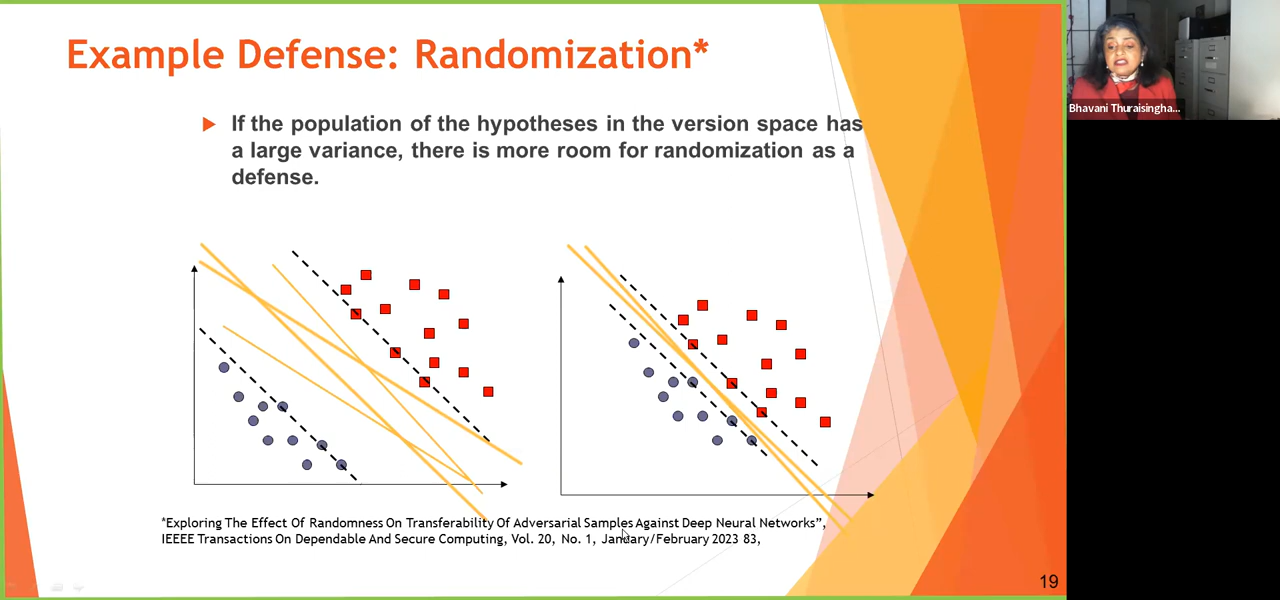 Example Defense: Randomization*
Bhavani Thuraisingha...
If the population of the hypotheses in the version space has
a large variance, there is more room for randomization as a
defense.
*Exploring The Effect Of Randomness On Transferability Of Adversarial Samples Against Deep Neural Networks”,
IEEEE Transactions On Dependable And Secure Computing, Vol. 20, No. 1, January/February 2023 83,
19